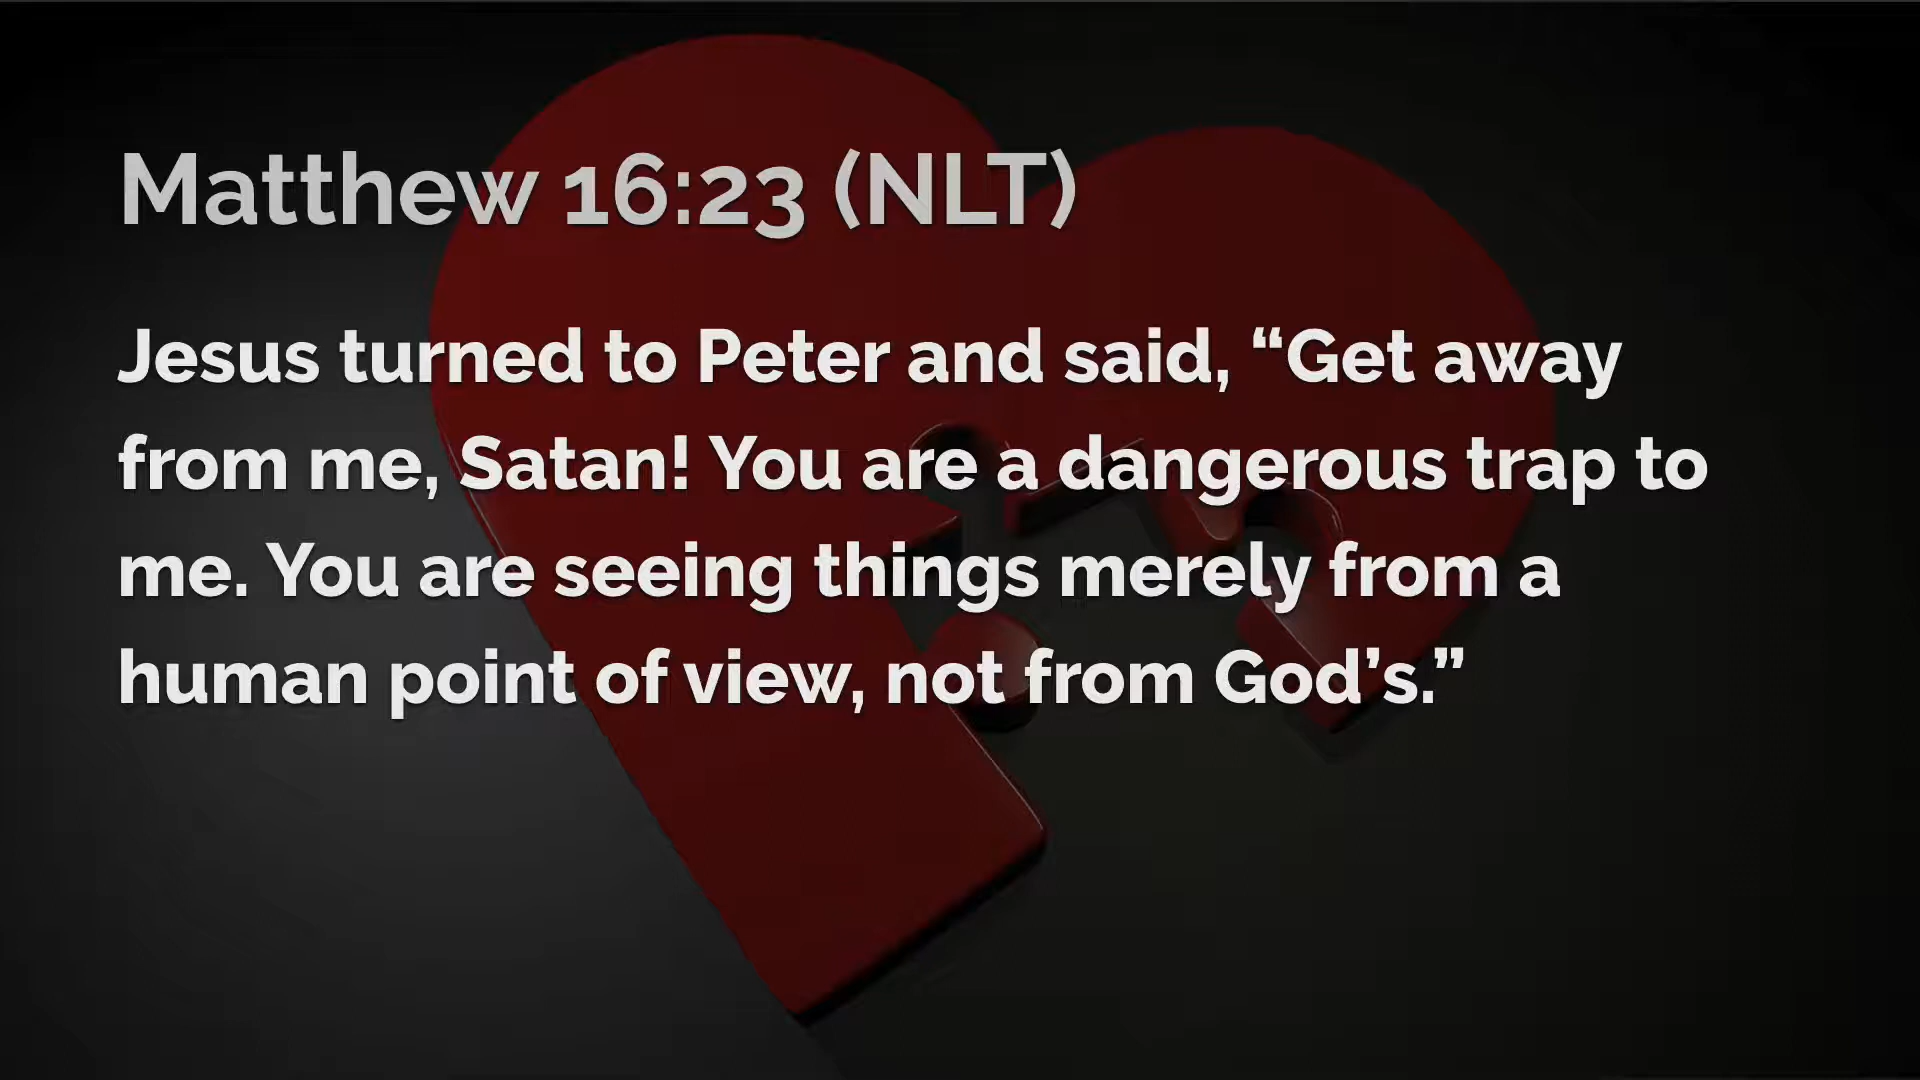 Matthew 16:23 (NLT)
Jesus turned to Peter and said, “Get away
from me, Satan! You are a dangerous trap to
me. You are seeing things merely from a
human point of view, not from God’s.”